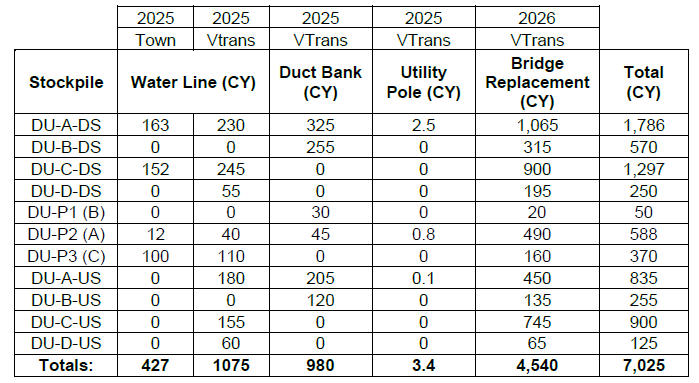 2025 2025 2025 2025 2026
Town Vtrans VTrans VTrans VTrans
Stockpile Water Line (CY) Duct Bank (CY) Utility Pole (CY) Bridge Replacement (CY) Total (CY)
DU-A-DS 163 230 325 2.5 1,065 1,786
DU-B-DS 0 0 255 0 315 570
DU-C-DS 152 245 0 0 900 1,297
DU-D-DS 0 55 0 0 195 250
DU-P1 (B) 0 0 30 0 20 50
DU-P2 (A) 12 40 45 0.8 490 588
DU-P3 (C) 100 110 0 0 160 370
DU-A-US 0 180 205 0.1 450 835
DU-B-US 0 0 120 0 135 255
DU-C-US 0 155 0 0 745 900
DU-D-US 0 60 0 0 65 125
Totals: 427 1075 980 3.4 4,540 7,025